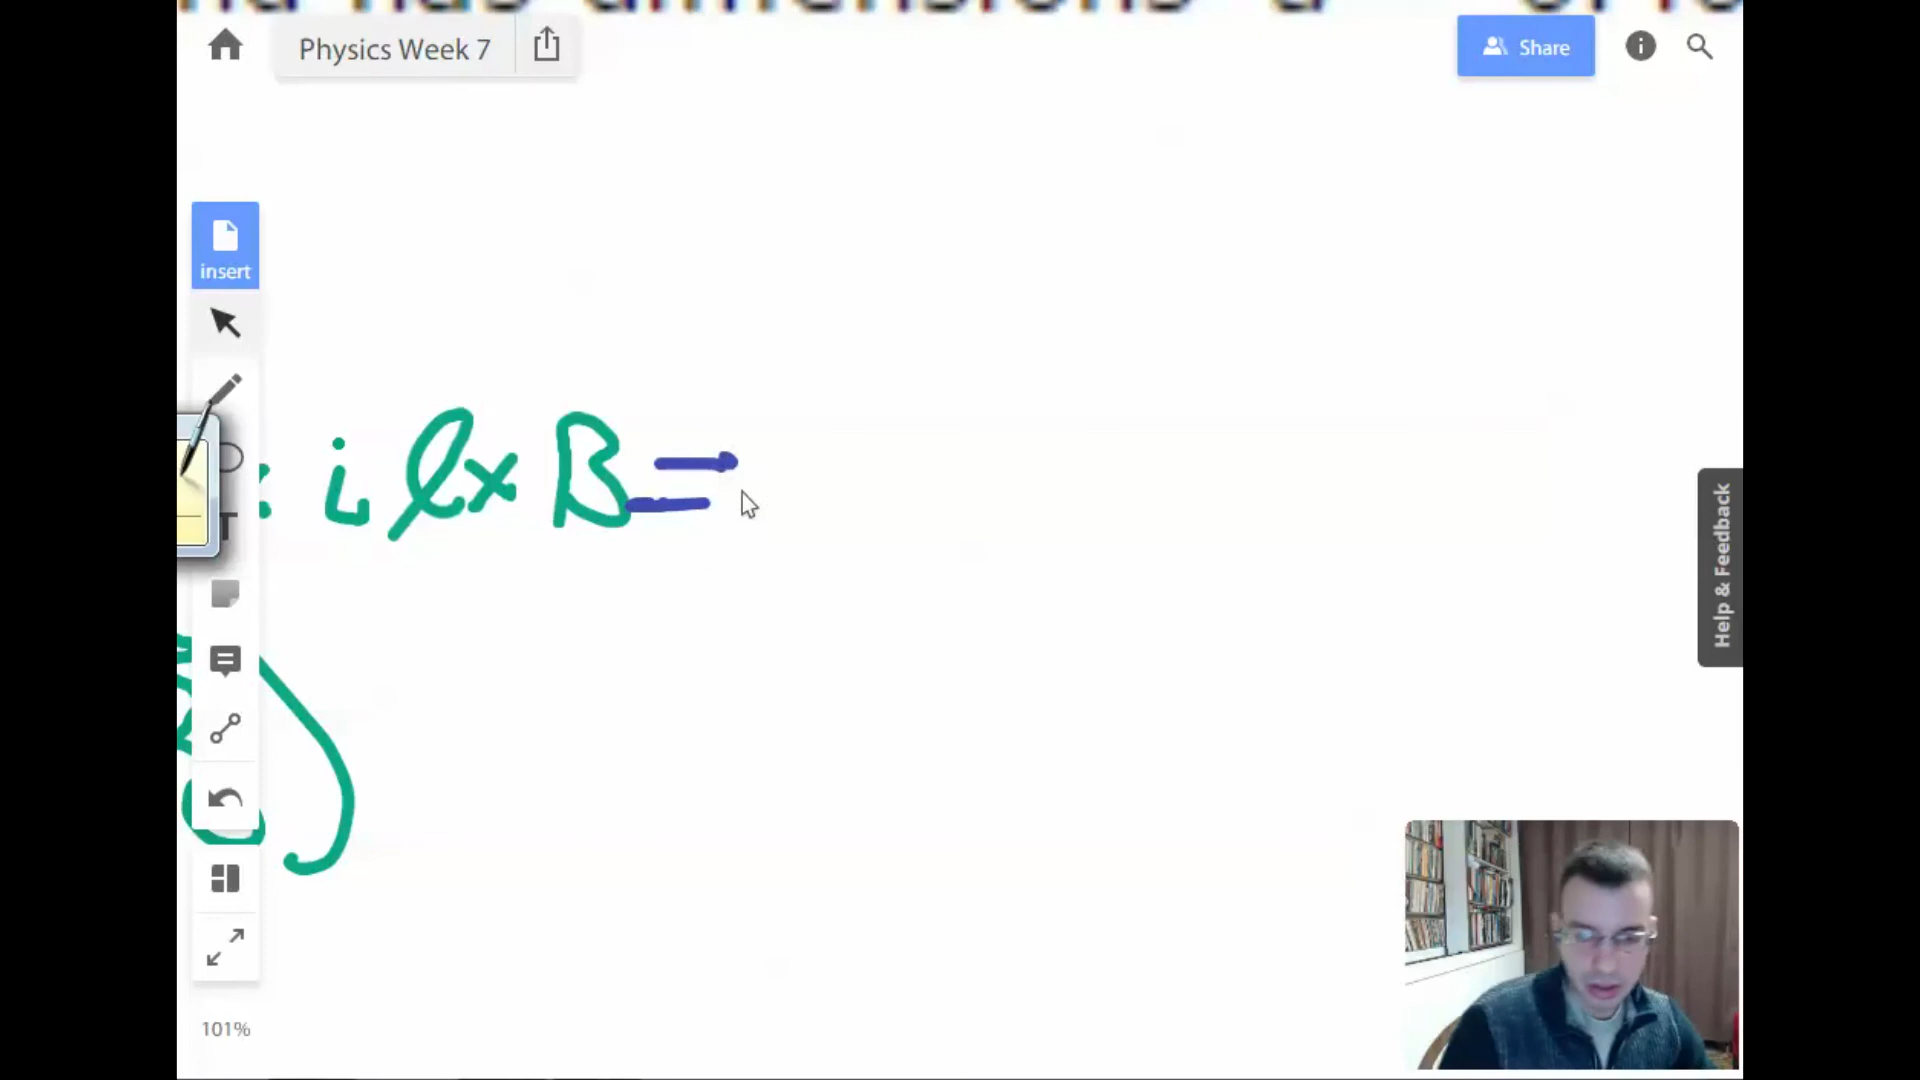 Physics Week 7
Share
insert
i l x B =
T
Help & Feedback
101%